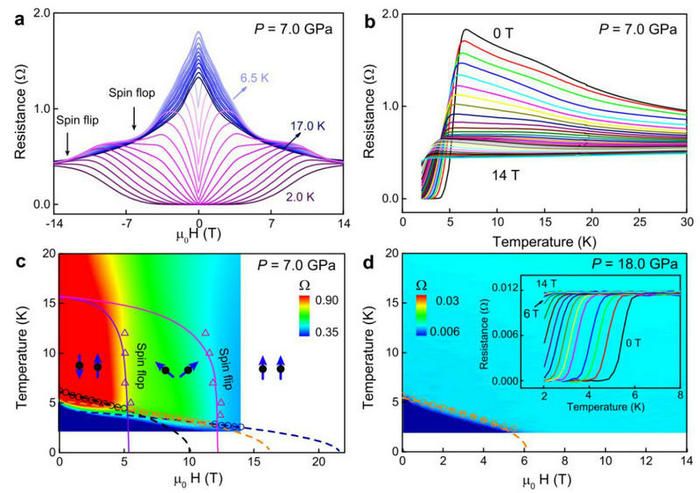 a
P = 7.0 GPa
Resistance (Ω)
2.0
1.0
0.0
Spin flop
Spin flip
6.5 K
17.0 K
2.0 K
-14 -7 0 7 14
μ0H (T)
b
P = 7.0 GPa
Resistance (Ω)
2.0
1.0
0.0
0 T
14 T
0 5 10 15 20 25 30
Temperature (K)
c
P = 7.0 GPa
Temperature (K)
20
15
10
5
0
Ω
0.90
0.35
Spin flop
Spin flip
0 5 10 15 20
μ0H (T)
d
P = 18.0 GPa
Temperature (K)
20
15
10
5
0
Ω
0.03
0.006
Resistance (Ω)
0.012
0.006
0.000
14 T
6 T
0 T
2 4 6 8
Temperature (K)
0 2 4 6 8 10 12 14
μ0H (T)